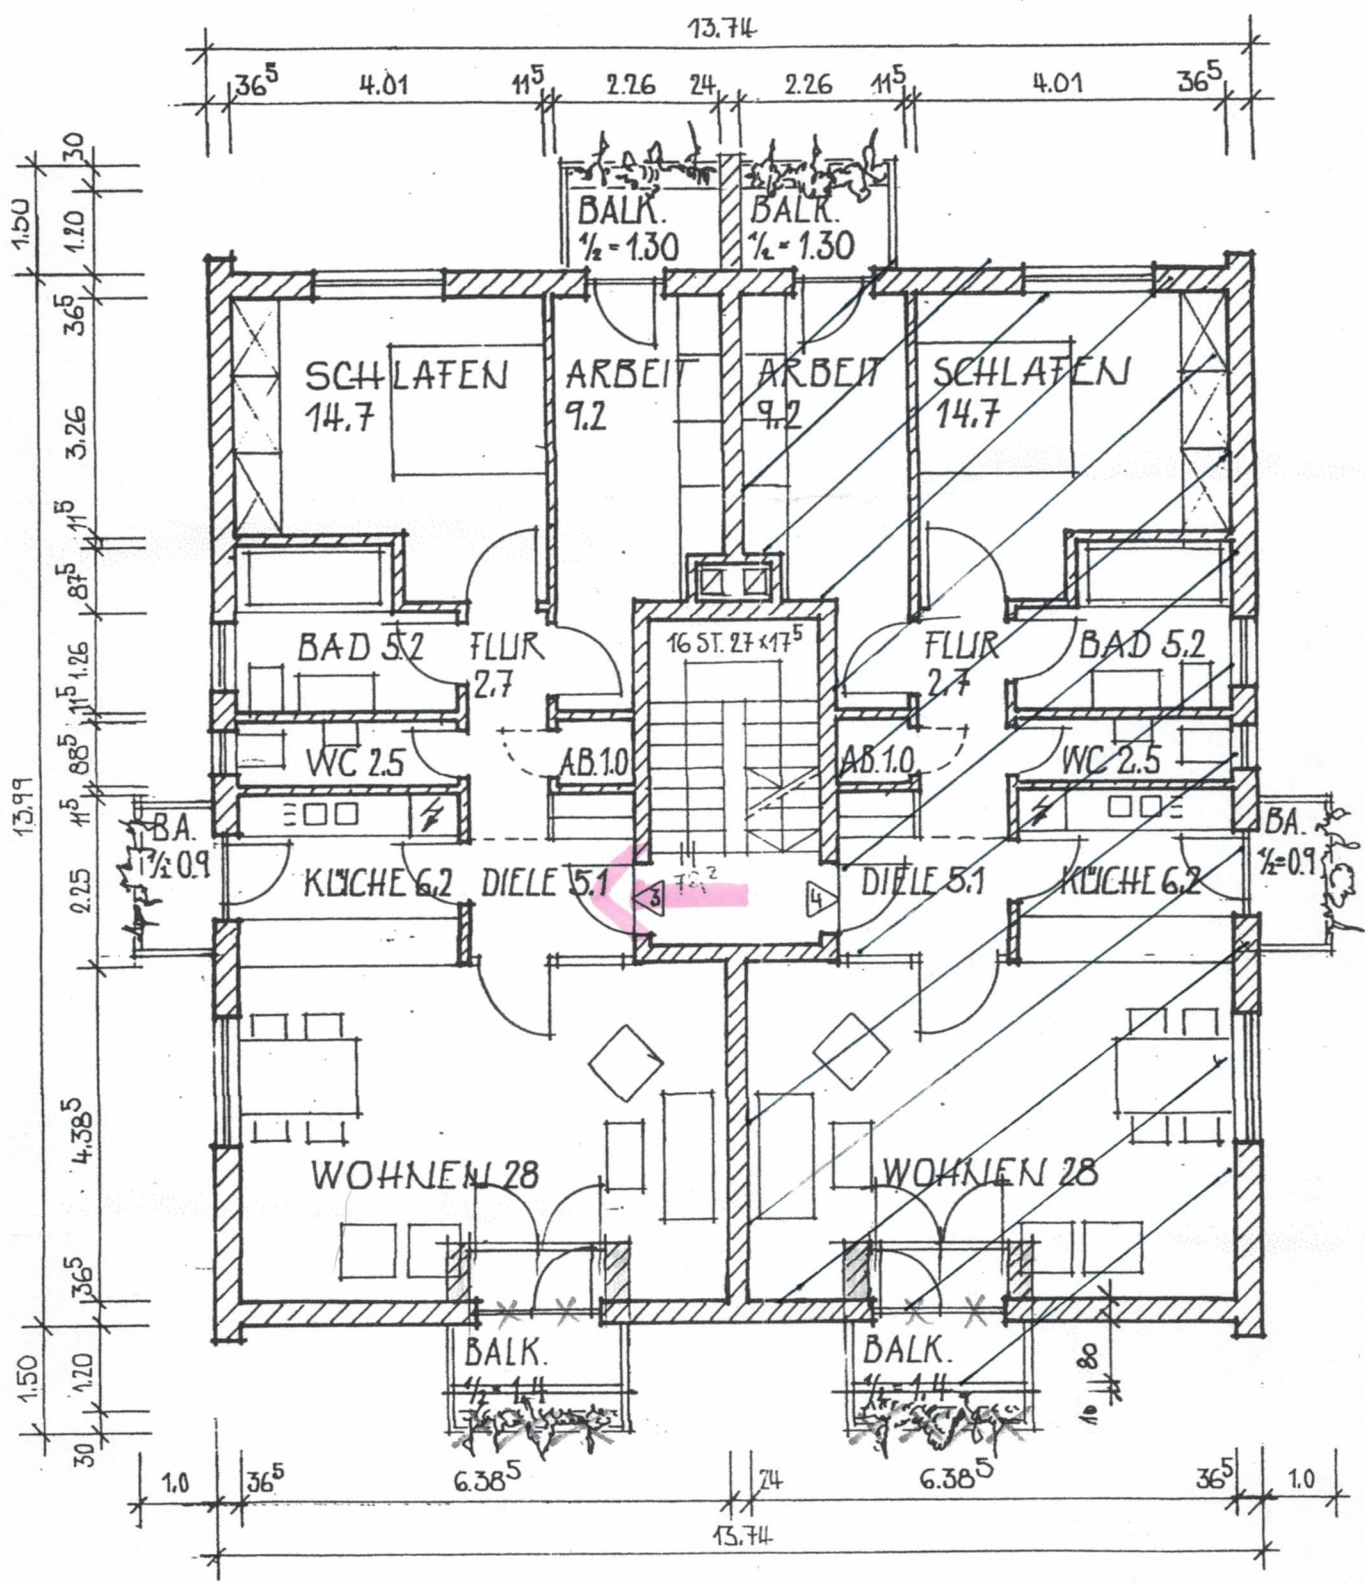 13.74
36⁵ 4.01 11⁵ 2.26 24 2.26 11⁵ 4.01 36⁵
30
1.20
1.50
BALK.
½ = 1.30
BALK.
½ = 1.30
36⁵
3.26
11⁵
87⁵
1.26
11⁵
88⁵
11⁵
2.25
4.38⁵
36⁵
13.99
SCHLAFEN
14.7
ARBEIT
9.2
ARBEIT
9.2
SCHLAFEN
14.7
BAD 5.2
FLUR
2.7
16 ST. 27 x 17⁵
FLUR
2.7
BAD 5.2
WC 2.5
AB. 1.0
AB. 1.0
WC 2.5
BA.
½=0.9
KÜCHE 6.2
DIELE 5.1
3
4
DIELE 5.1
KÜCHE 6.2
BA.
½=0.9
WOHNEN 28
WOHNEN 28
BALK.
½ = 1.4
BALK.
½ = 1.4
80
10
1.20
1.50
30
1.0 36⁵ 6.38⁵ 24 6.38⁵ 36⁵ 1.0
13.74